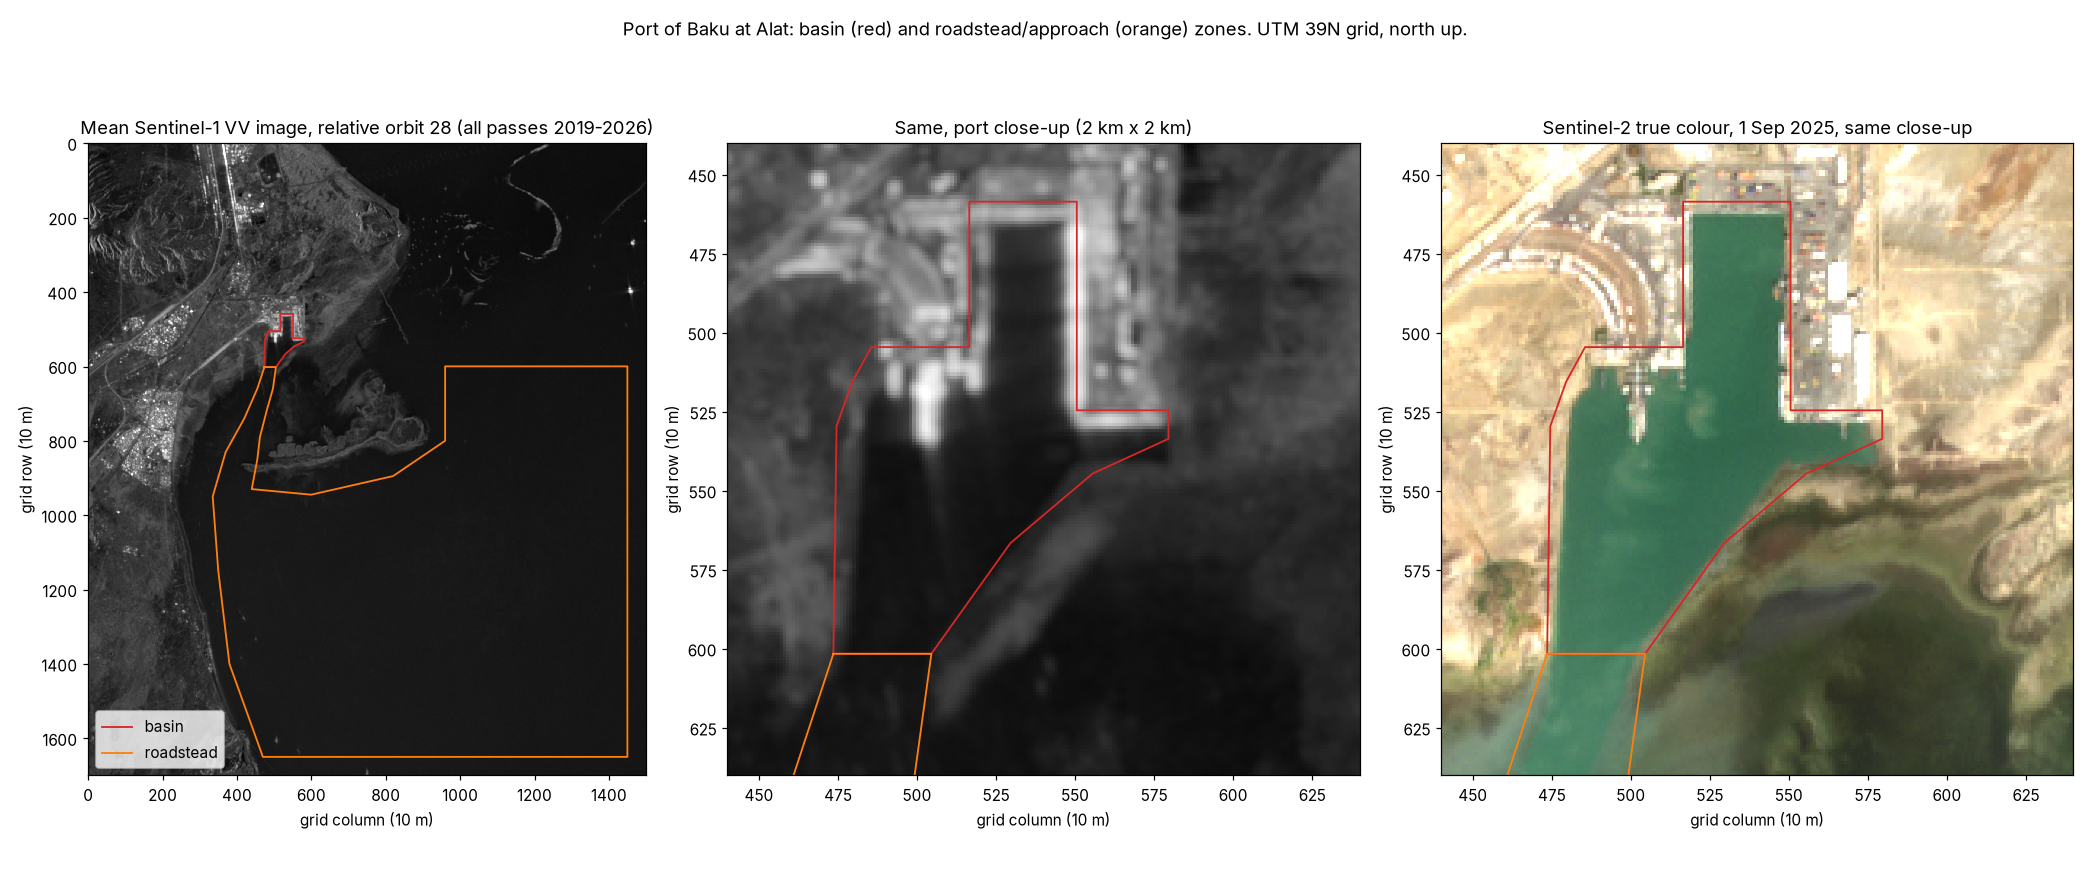 Port of Baku at Alat: basin (red) and roadstead/approach (orange) zones. UTM 39N grid, north up.
Mean Sentinel-1 VV image, relative orbit 28 (all passes 2019-2026)
0
200
400
600
800
1000
1200
1400
1600
grid row (10 m)
basin
roadstead
0 200 400 600 800 1000 1200 1400
grid column (10 m)
Same, port close-up (2 km x 2 km)
450
475
500
525
550
575
600
625
grid row (10 m)
450 475 500 525 550 575 600 625
grid column (10 m)
Sentinel-2 true colour, 1 Sep 2025, same close-up
450
475
500
525
550
575
600
625
grid row (10 m)
450 475 500 525 550 575 600 625
grid column (10 m)